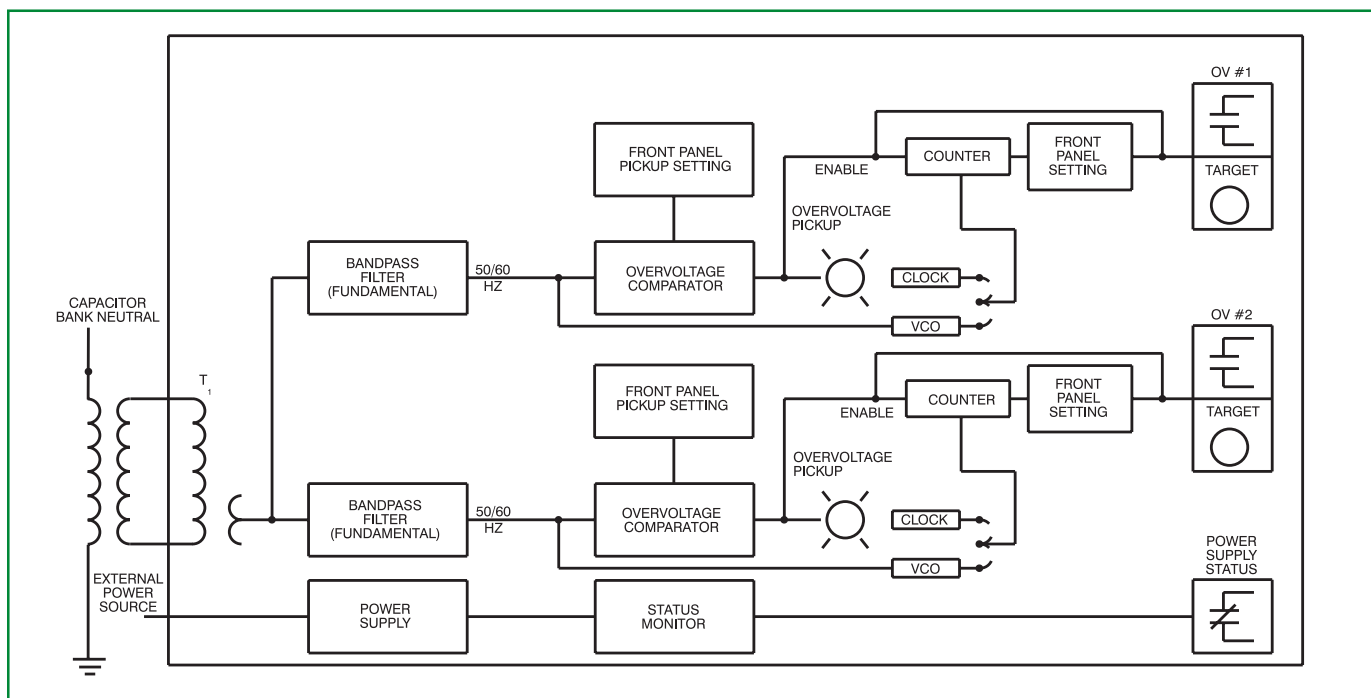 OV #1
FRONT PANEL
PICKUP SETTING
ENABLE
COUNTER
FRONT
PANEL
SETTING
TARGET
OVERVOLTAGE
PICKUP
BANDPASS
FILTER
(FUNDAMENTAL)
50/60
HZ
OVERVOLTAGE
COMPARATOR
CLOCK
VCO
CAPACITOR
BANK NEUTRAL
OV #2
T1
FRONT PANEL
PICKUP SETTING
ENABLE
COUNTER
FRONT
PANEL
SETTING
TARGET
OVERVOLTAGE
PICKUP
BANDPASS
FILTER
(FUNDAMENTAL)
50/60
HZ
OVERVOLTAGE
COMPARATOR
CLOCK
VCO
EXTERNAL
POWER
SOURCE
POWER
SUPPLY
STATUS
MONITOR
POWER
SUPPLY
STATUS